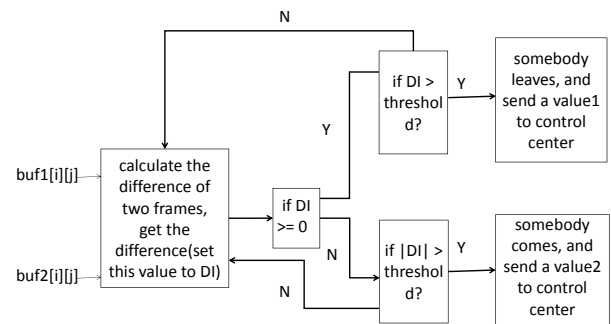 N
somebody
leaves, and
send a value1
to control
center
if DI >
threshol
d?
Y
Y
buf1[i][j]
calculate the
difference of
two frames,
get the
difference(set
this value to DI)
if DI
>= 0
N
buf2[i][j]
N
if |DI| >
threshol
d?
Y
somebody
comes, and
send a value2
to control
center